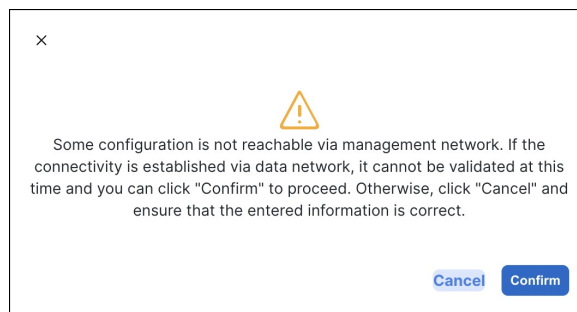 Some configuration is not reachable via management network. If the
connectivity is established via data network, it cannot be validated at this
time and you can click "Confirm" to proceed. Otherwise, click "Cancel" and
ensure that the entered information is correct.
Cancel Confirm